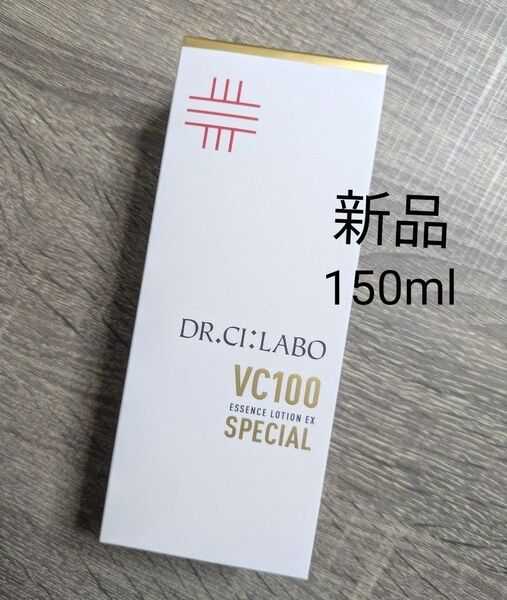 新品
150ml
DR.CI:LABO
VC100
ESSENCE LOTION EX
SPECIAL